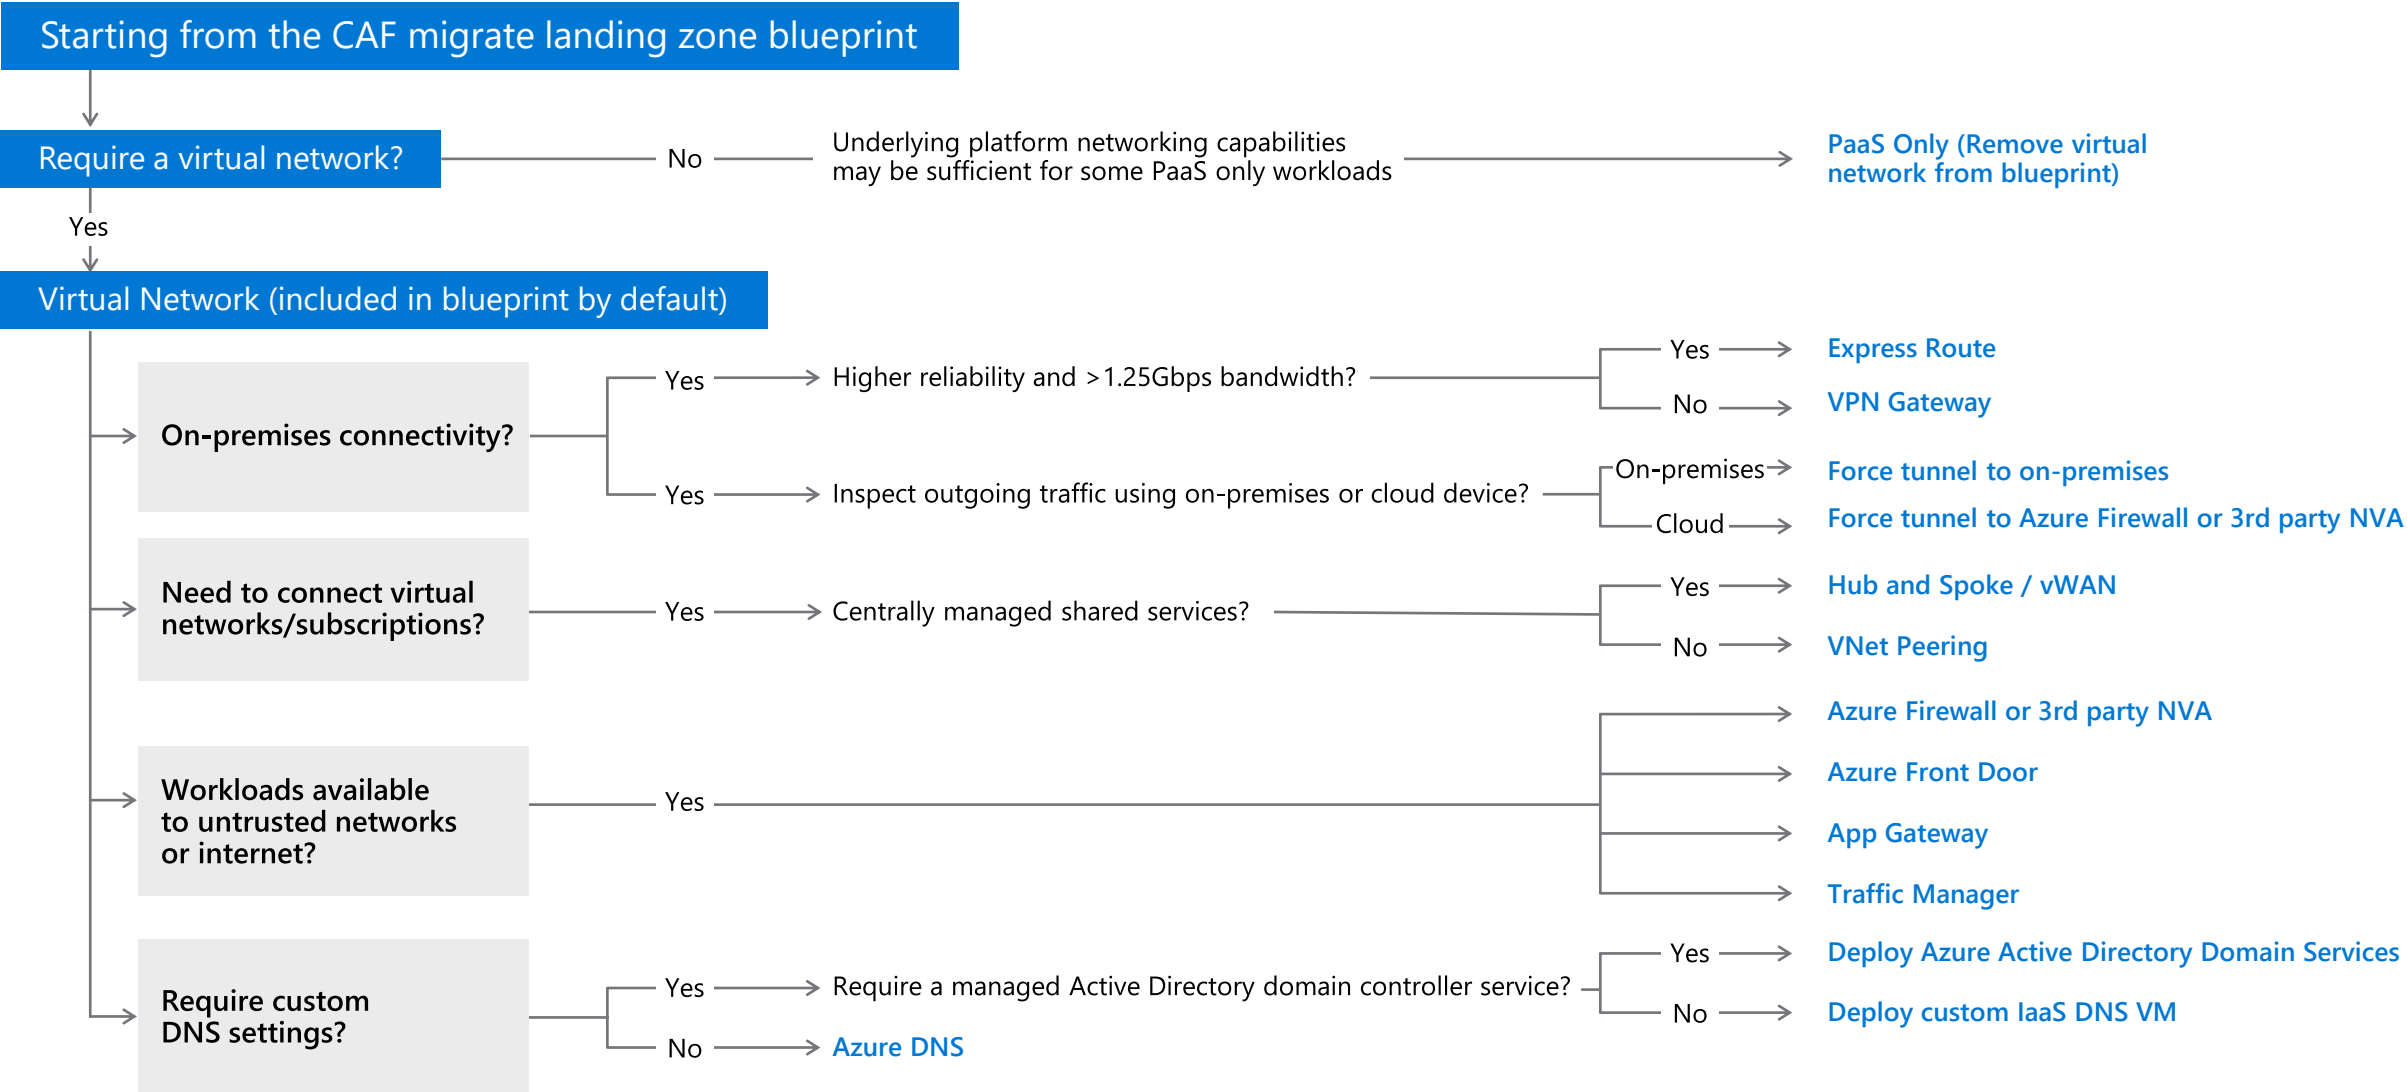 Starting from the CAF migrate landing zone blueprint
Require a virtual network?
No
Underlying platform networking capabilities
may be sufficient for some PaaS only workloads
PaaS Only (Remove virtual
network from blueprint)
Yes
Virtual Network (included in blueprint by default)
On-premises connectivity?
Yes
Higher reliability and >1.25Gbps bandwidth?
Yes
Express Route
No
VPN Gateway
Yes
Inspect outgoing traffic using on-premises or cloud device?
On-premises
Force tunnel to on-premises
Cloud
Force tunnel to Azure Firewall or 3rd party NVA
Need to connect virtual
networks/subscriptions?
Yes
Centrally managed shared services?
Yes
Hub and Spoke / vWAN
No
VNet Peering
Workloads available
to untrusted networks
or internet?
Yes
Azure Firewall or 3rd party NVA
Azure Front Door
App Gateway
Traffic Manager
Require custom
DNS settings?
Yes
Require a managed Active Directory domain controller service?
Yes
Deploy Azure Active Directory Domain Services
No
Deploy custom IaaS DNS VM
No
Azure DNS